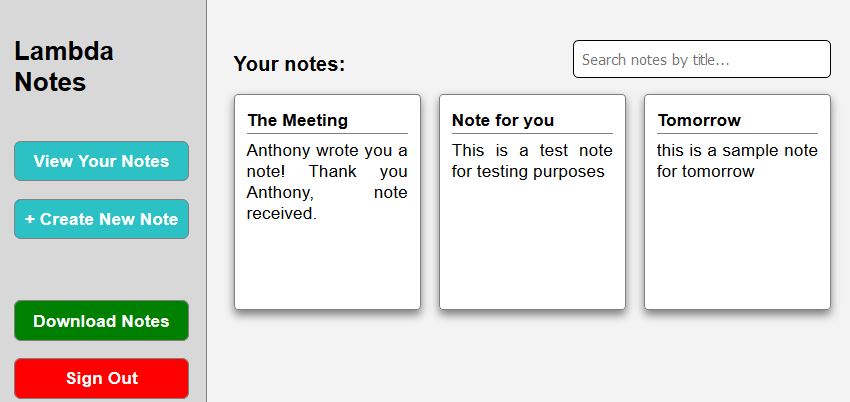 Lambda
Notes
View Your Notes
+ Create New Note
Download Notes
Sign Out
Your notes:
Search notes by title...
The Meeting
Anthony wrote you a
note! Thank you
Anthony, note
received.
Note for you
This is a test note
for testing purposes
Tomorrow
this is a sample note
for tomorrow